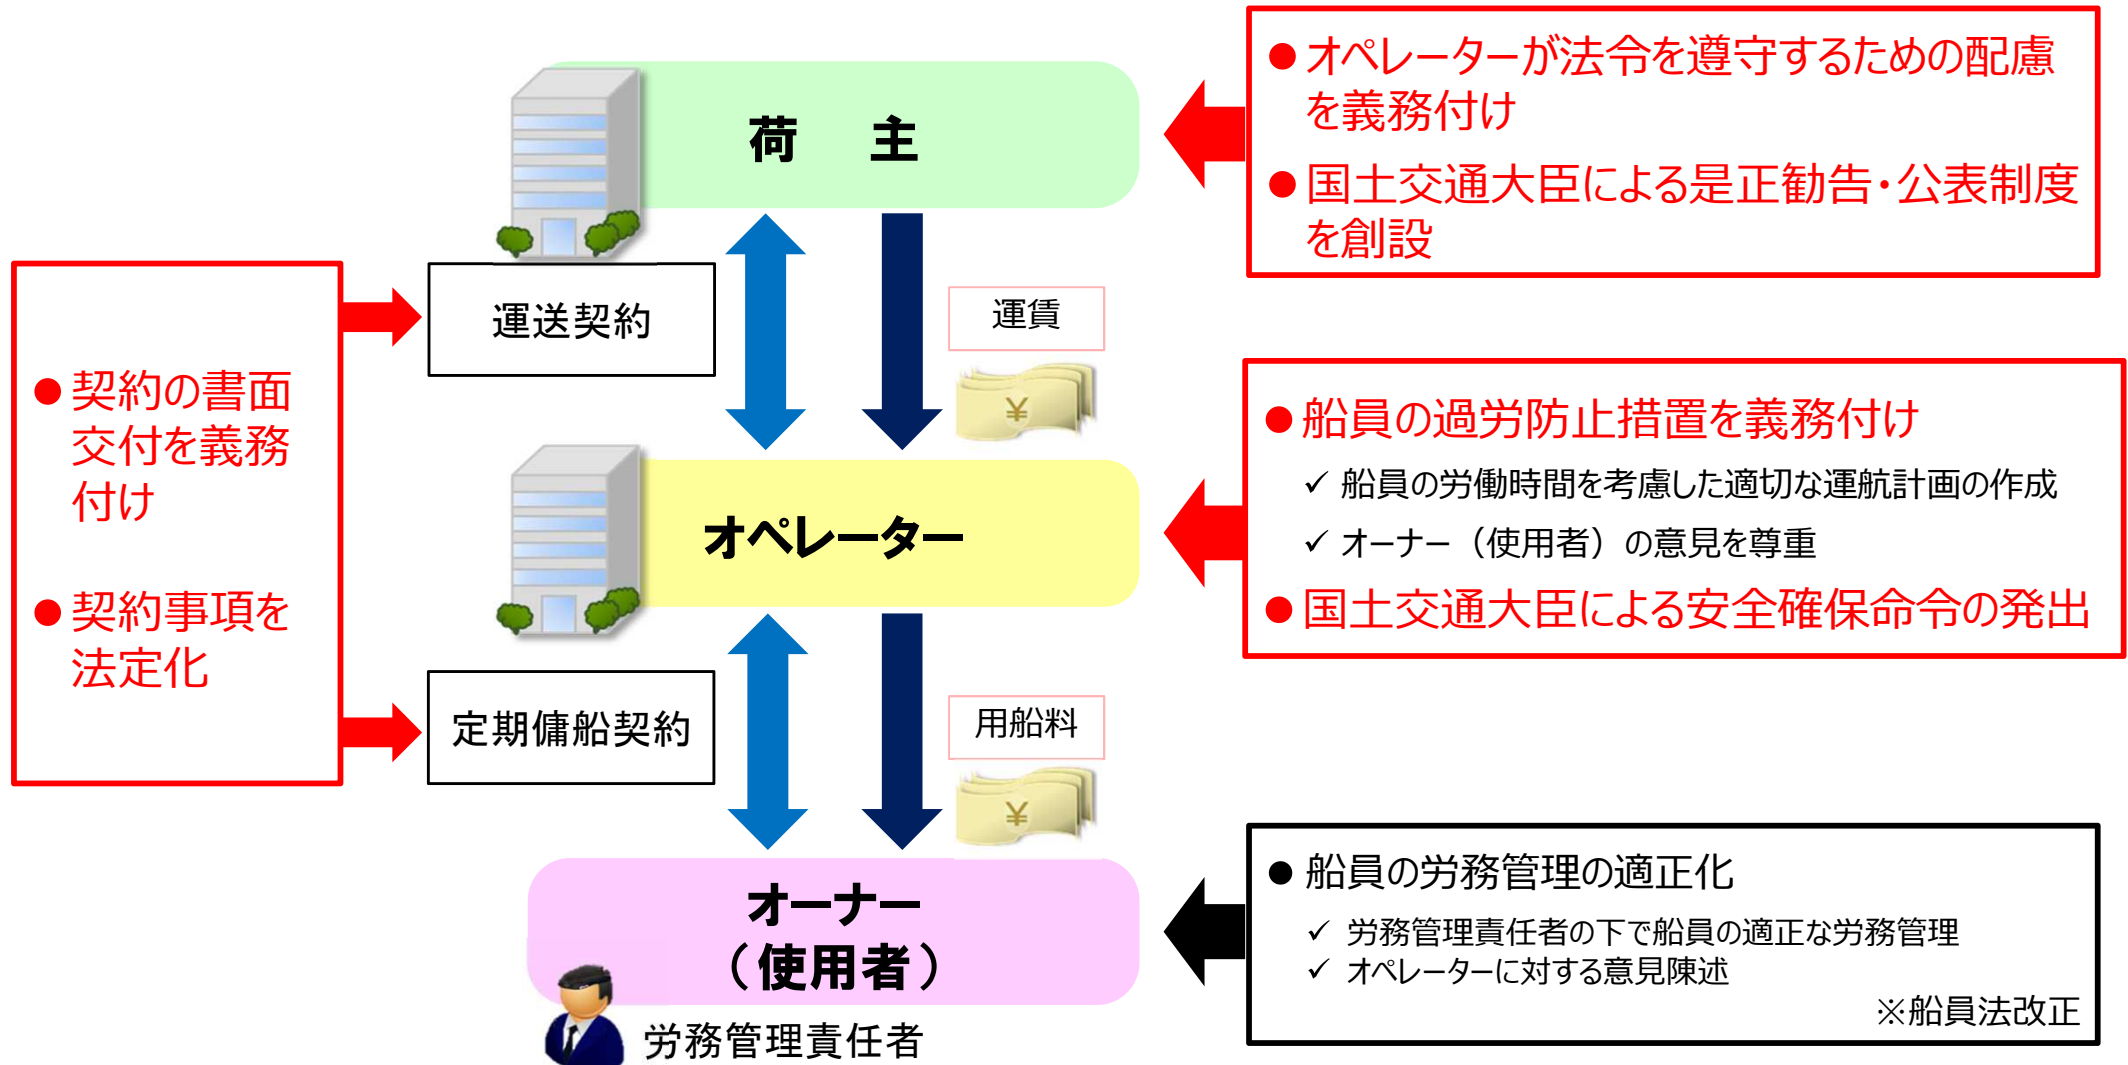 荷　主
● オペレーターが法令を遵守するための配慮
を義務付け
● 国土交通大臣による是正勧告・公表制度
を創設
● 契約の書面
交付を義務
付け
● 契約事項を
法定化
運送契約
運賃
¥
オペレーター
● 船員の過労防止措置を義務付け
✓ 船員の労働時間を考慮した適切な運航計画の作成
✓ オーナー（使用者）の意見を尊重
● 国土交通大臣による安全確保命令の発出
定期傭船契約
用船料
¥
オーナー
（使用者）
労務管理責任者
● 船員の労務管理の適正化
✓ 労務管理責任者の下で船員の適正な労務管理
✓ オペレーターに対する意見陳述
※船員法改正